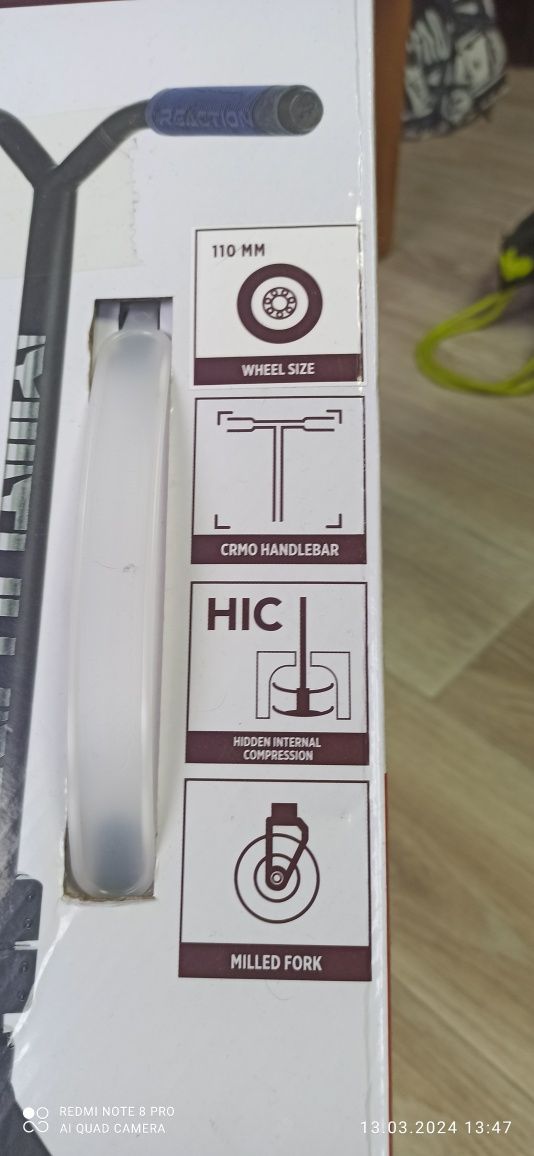 REACTION
110 MM
WHEEL SIZE
CRMO HANDLEBAR
HIC
HIDDEN INTERNAL
COMPRESSION
MILLED FORK
REDMI NOTE 8 PRO
AI QUAD CAMERA
13.03.2024 13:47